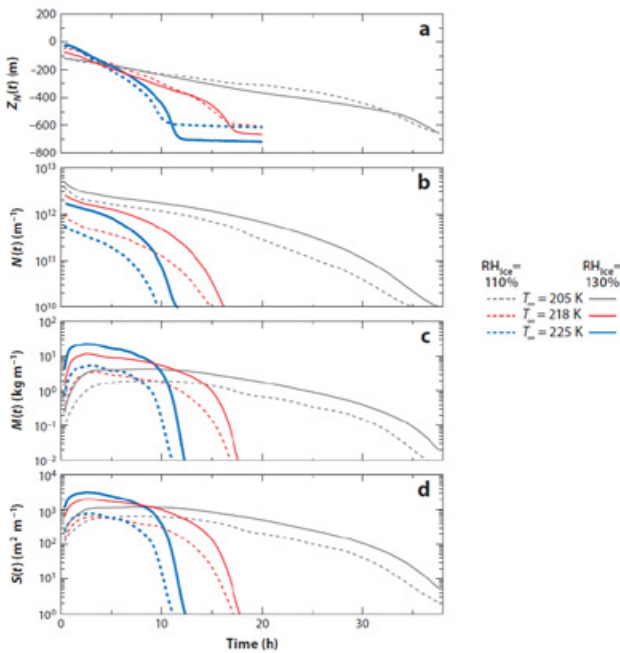 a
200
0
−200
−400
−600
−800
Z_N(t) (m)
b
10^13
10^12
10^11
10^10
N(t) (m^−1)
c
10^2
10^1
10^0
10^−1
10^−2
M(t) (kg m^−1)
d
10^4
10^3
10^2
10^1
10^0
S(t) (m^2 m^−1)
0 10 20 30
Time (h)
RH_ice= RH_ice=
110% 130%
T_∞ = 205 K
T_∞ = 218 K
T_∞ = 225 K